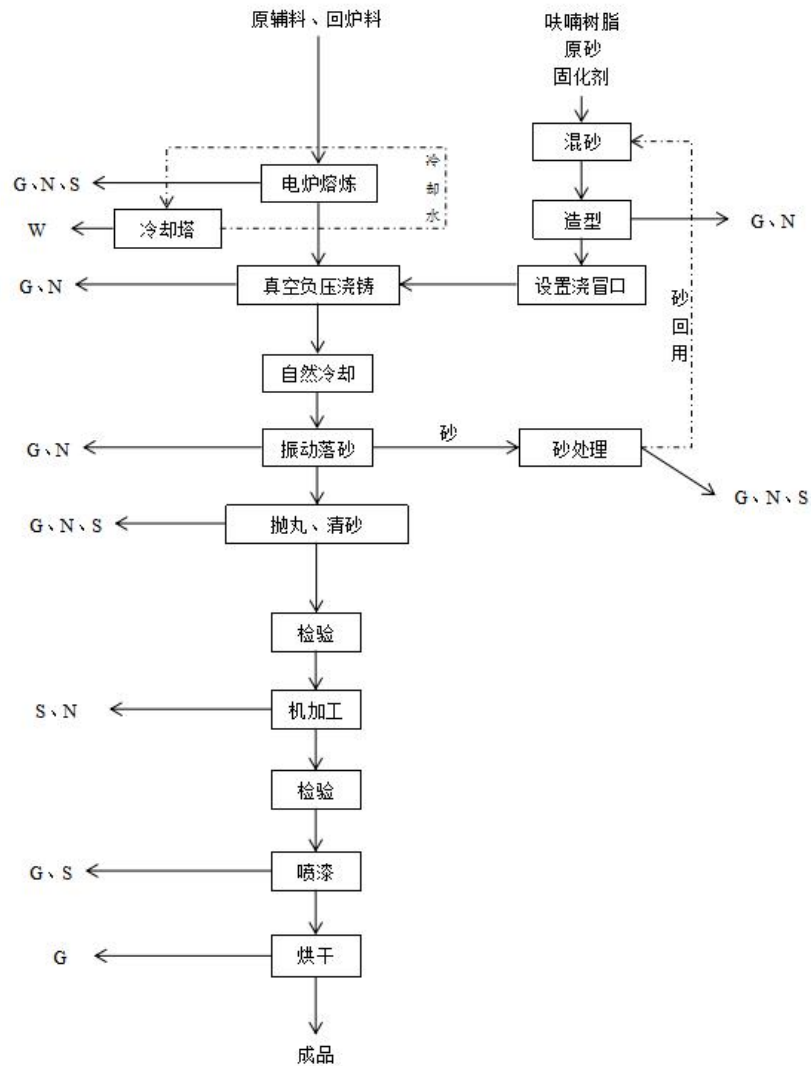 原辅料、回炉料
呋喃树脂
原砂
固化剂
混砂
冷却水
G、N、S
电炉熔炼
W
冷却塔
造型
G、N
G、N
真空负压浇铸
设置浇冒口
砂回用
自然冷却
G、N
振动落砂
砂
砂处理
G、N、S
G、N、S
抛丸、清砂
检验
S、N
机加工
检验
G、S
喷漆
G
烘干
成品